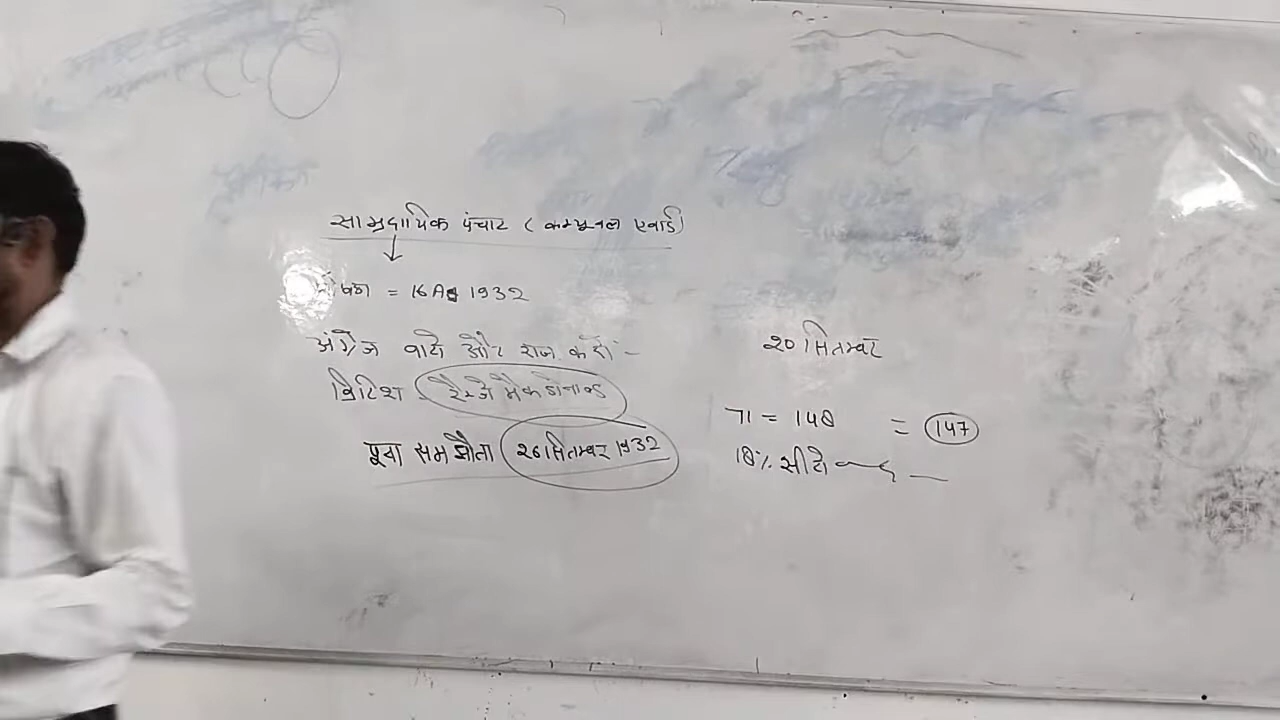 सामुदायिक पंचाट ( कम्यूनल एवार्ड)
= 16 Aug 1932
अंग्रेज बाटो और राज करो -
ब्रिटिश रैम्जे मैकडोनाल्ड
पूना समझौता 26 सितम्बर 1932
20 सितम्बर
71 = 148 = 147
18% सीटो